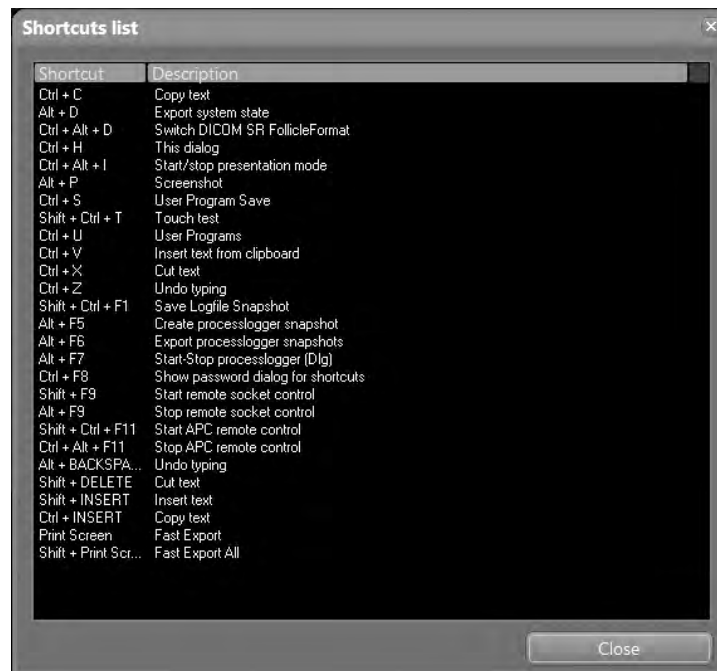 Shortcuts list
Shortcut Description
Ctrl + C Copy text
Alt + D Export system state
Ctrl + Alt + D Switch DICOM SR FollicleFormat
Ctrl + H This dialog
Ctrl + Alt + I Start/stop presentation mode
Alt + P Screenshot
Ctrl + S User Program Save
Shift + Ctrl + T Touch test
Ctrl + U User Programs
Ctrl + V Insert text from clipboard
Ctrl + X Cut text
Ctrl + Z Undo typing
Shift + Ctrl + F1 Save Logfile Snapshot
Alt + F5 Create processlogger snapshot
Alt + F6 Export processlogger snapshots
Alt + F7 Start-Stop processlogger (Dlg)
Ctrl + F8 Show password dialog for shortcuts
Shift + F9 Start remote socket control
Alt + F9 Stop remote socket control
Shift + Ctrl + F11 Start APC remote control
Ctrl + Alt + F11 Stop APC remote control
Alt + BACKSPA... Undo typing
Shift + DELETE Cut text
Shift + INSERT Insert text
Ctrl + INSERT Copy text
Print Screen Fast Export
Shift + Print Scr... Fast Export All
Close